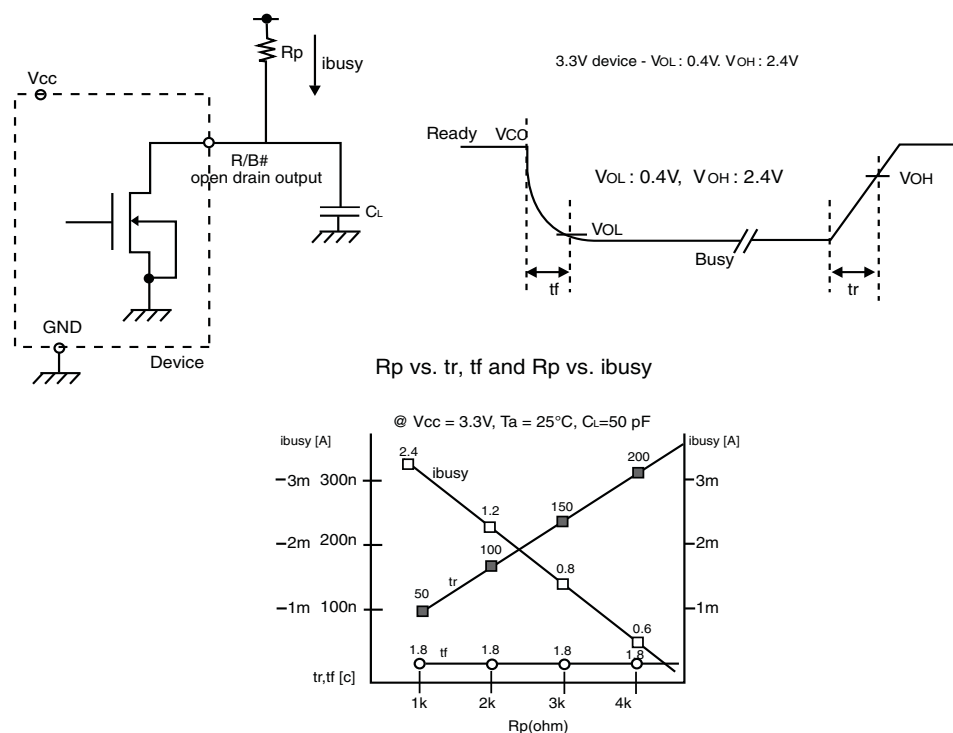 Rp
ibusy
Vcc
R/B#
open drain output
CL
GND
Device
3.3V device - VOL : 0.4V. VOH : 2.4V
Ready VCC
VOL: 0.4V, VOH : 2.4V
VOH
VOL
Busy
tf
tr
Rp vs. tr, tf and Rp vs. ibusy
@ Vcc = 3.3V, Ta = 25°C, CL=50 pF
ibusy [A]
ibusy [A]
2.4
ibusy
200
3m 300n
3m
1.2
150
2m 200n
100
2m
0.8
50
tr
1m 100n
1m
0.6
1.8
tf
1.8
1.8
1.8
tr,tf [c]
1k
2k
3k
4k
Rp(ohm)